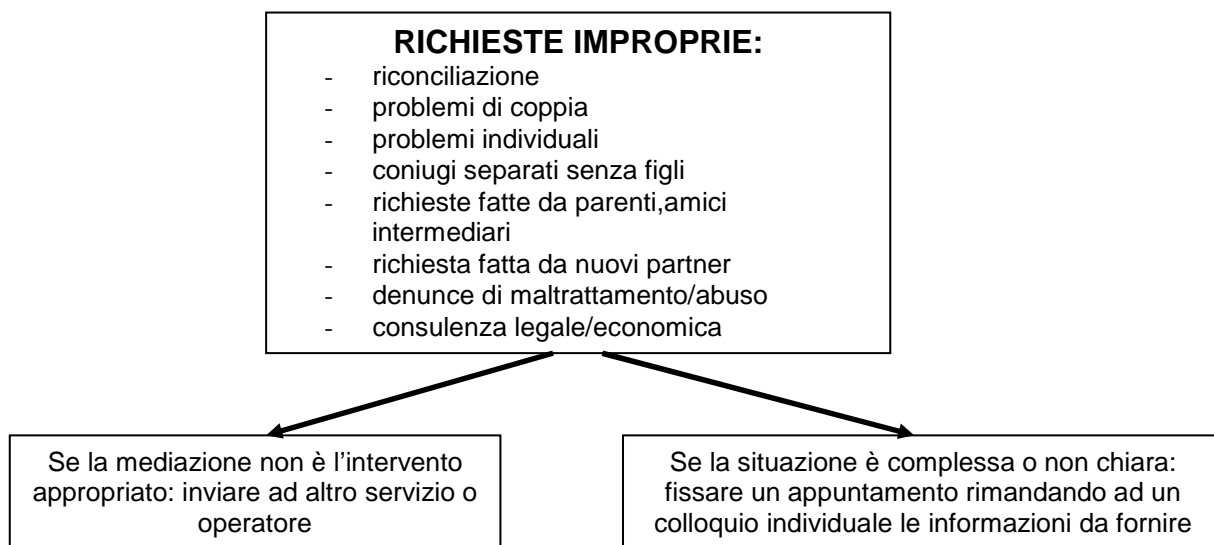 RICHIESTE IMPROPRIE:
- riconciliazione
- problemi di coppia
- problemi individuali
- coniugi separati senza figli
- richieste fatte da parenti,amici
intermediari
- richiesta fatta da nuovi partner
- denunce di maltrattamento/abuso
- consulenza legale/economica
Se la mediazione non è l’intervento
appropriato: inviare ad altro servizio o
operatore
Se la situazione è complessa o non chiara:
fissare un appuntamento rimandando ad un
colloquio individuale le informazioni da fornire